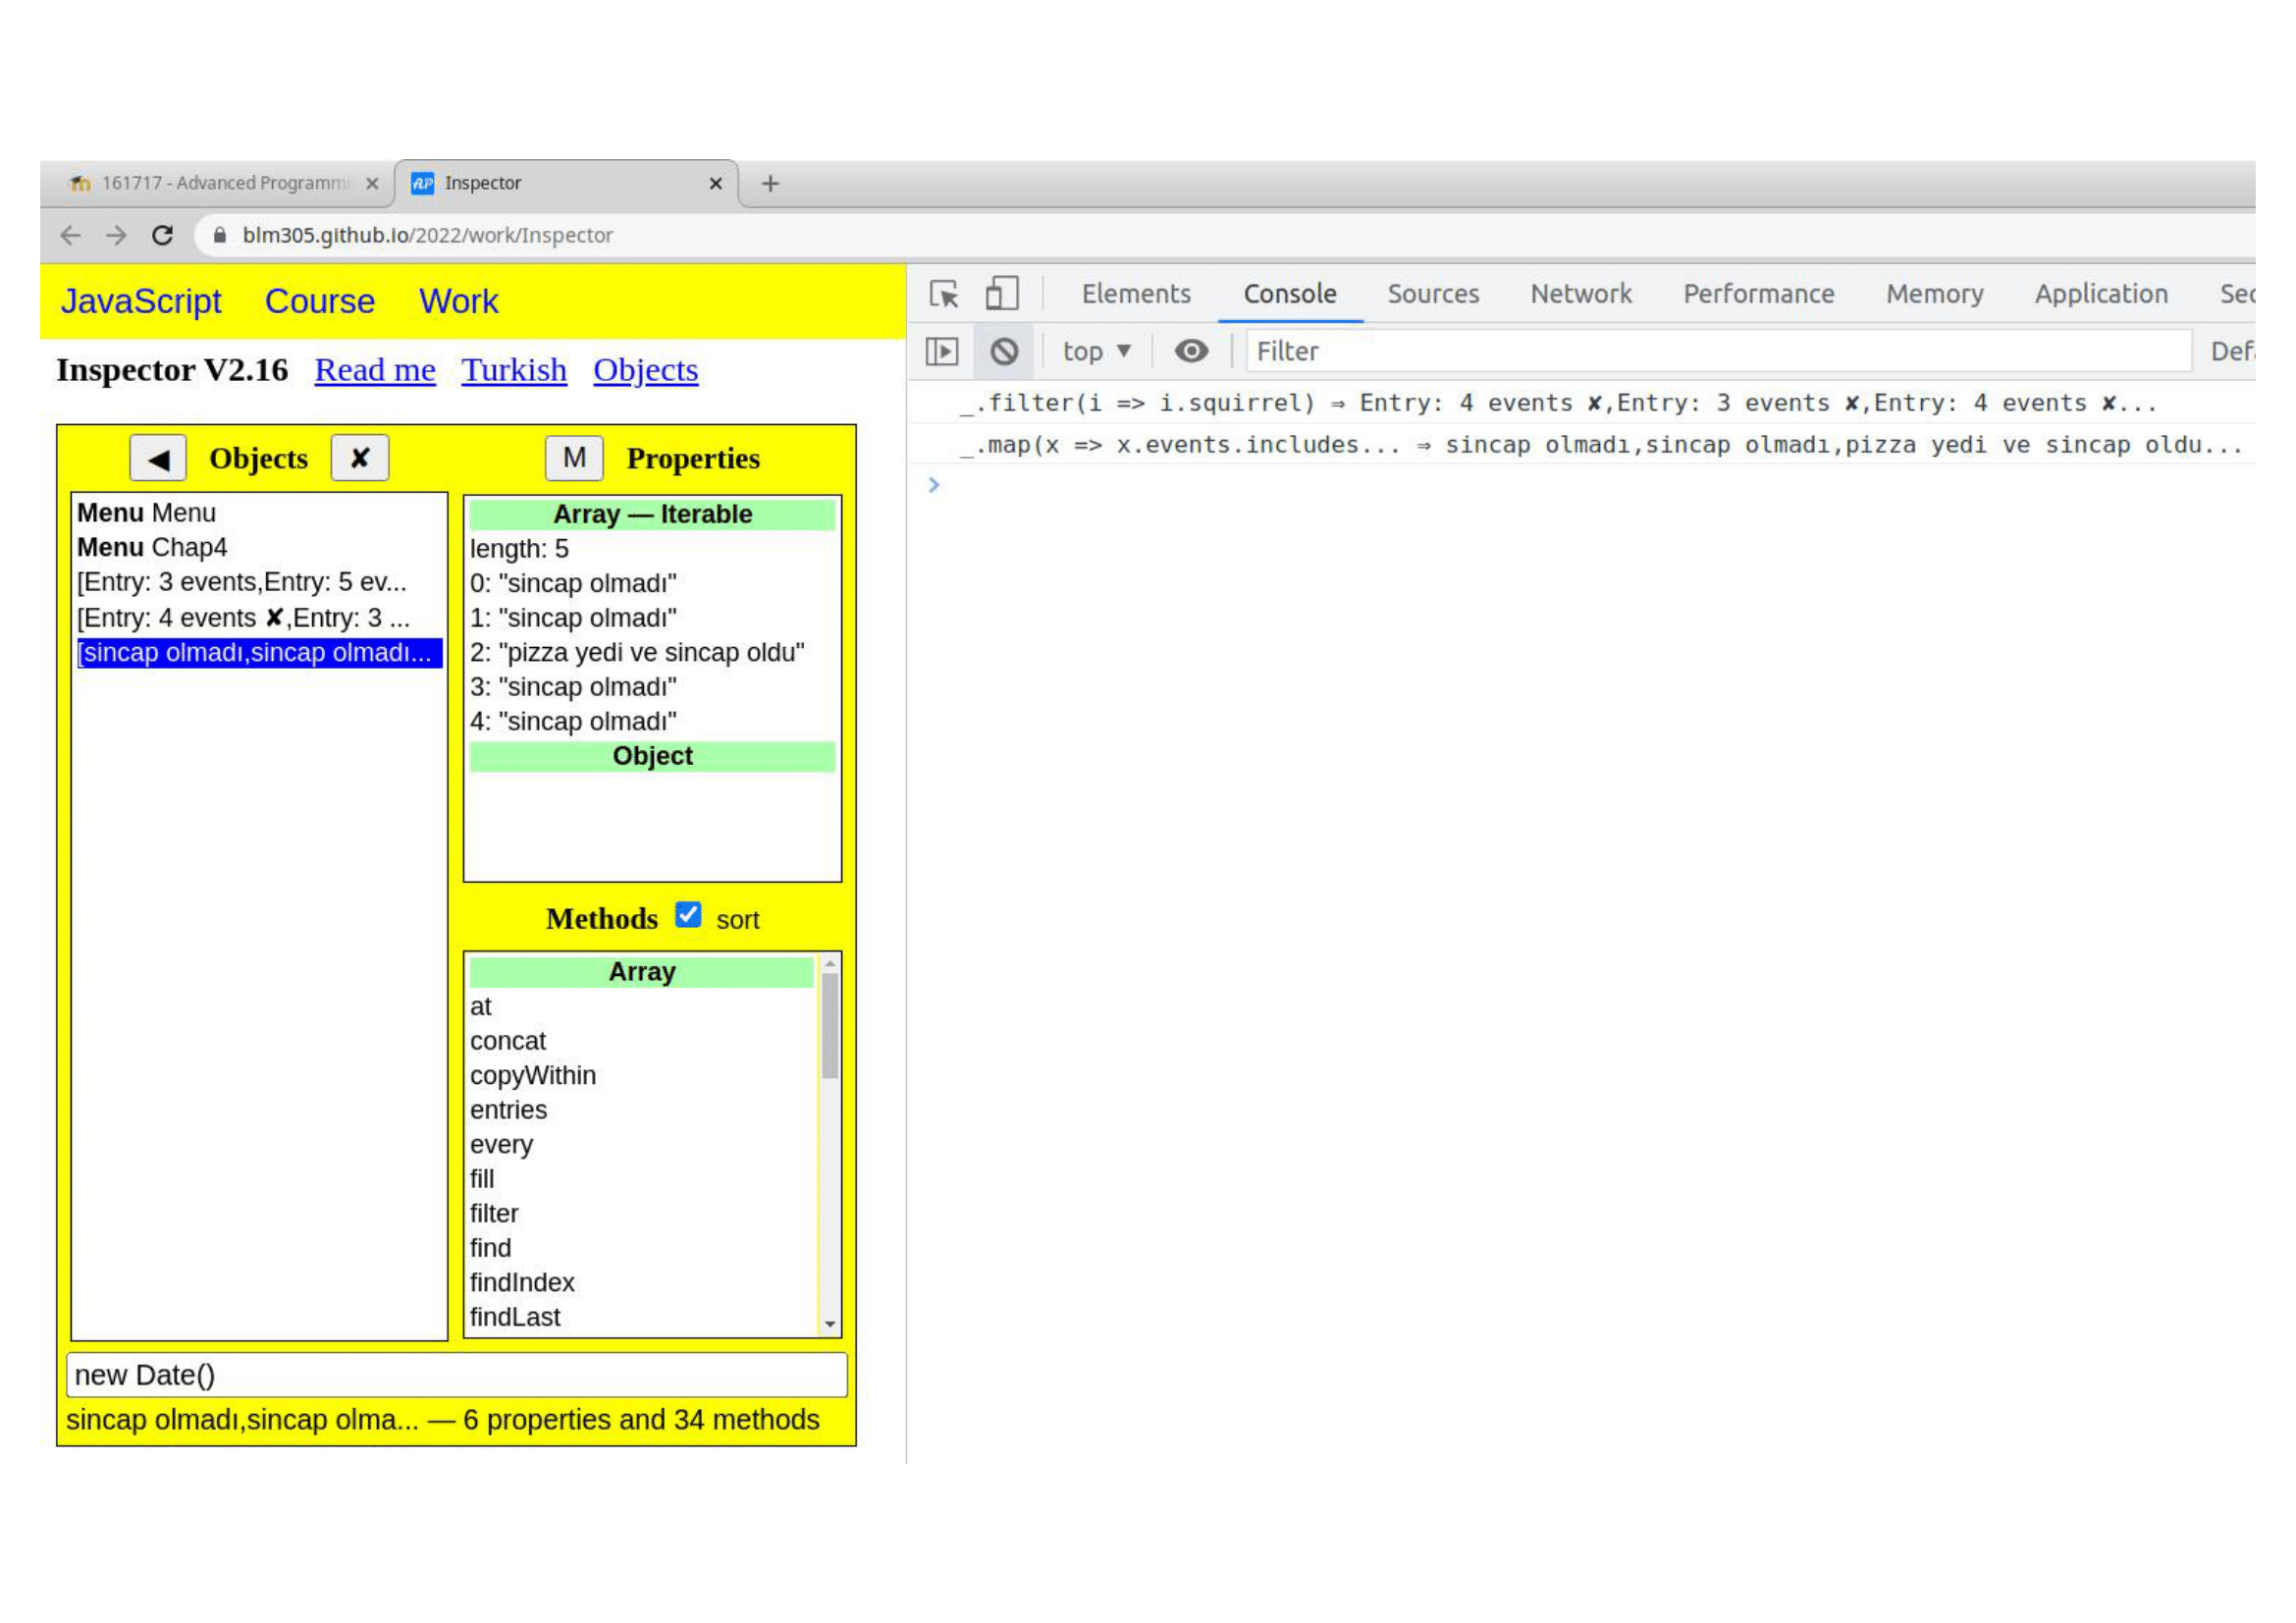 161717 - Advanced Programmi
Inspector
blm305.github.io/2022/work/Inspector
JavaScript Course Work
Inspector V2.16 Read me Turkish Objects
Objects
Menu Menu
Menu Chap4
[Entry: 3 events,Entry: 5 ev...
[Entry: 4 events ✘,Entry: 3 ...
[sincap olmadı,sincap olmadı...
M Properties
Array — Iterable
length: 5
0: "sincap olmadı"
1: "sincap olmadı"
2: "pizza yedi ve sincap oldu"
3: "sincap olmadı"
4: "sincap olmadı"
Object
Methods sort
Array
at
concat
copyWithin
entries
every
fill
filter
find
findIndex
findLast
new Date()
sincap olmadı,sincap olma... — 6 properties and 34 methods
Elements Console Sources Network Performance Memory Application Sec
top Filter Defa
_.filter(i => i.squirrel) ⇒ Entry: 4 events ✘,Entry: 3 events ✘,Entry: 4 events ✘...
_.map(x => x.events.includes... ⇒ sincap olmadı,sincap olmadı,pizza yedi ve sincap oldu...